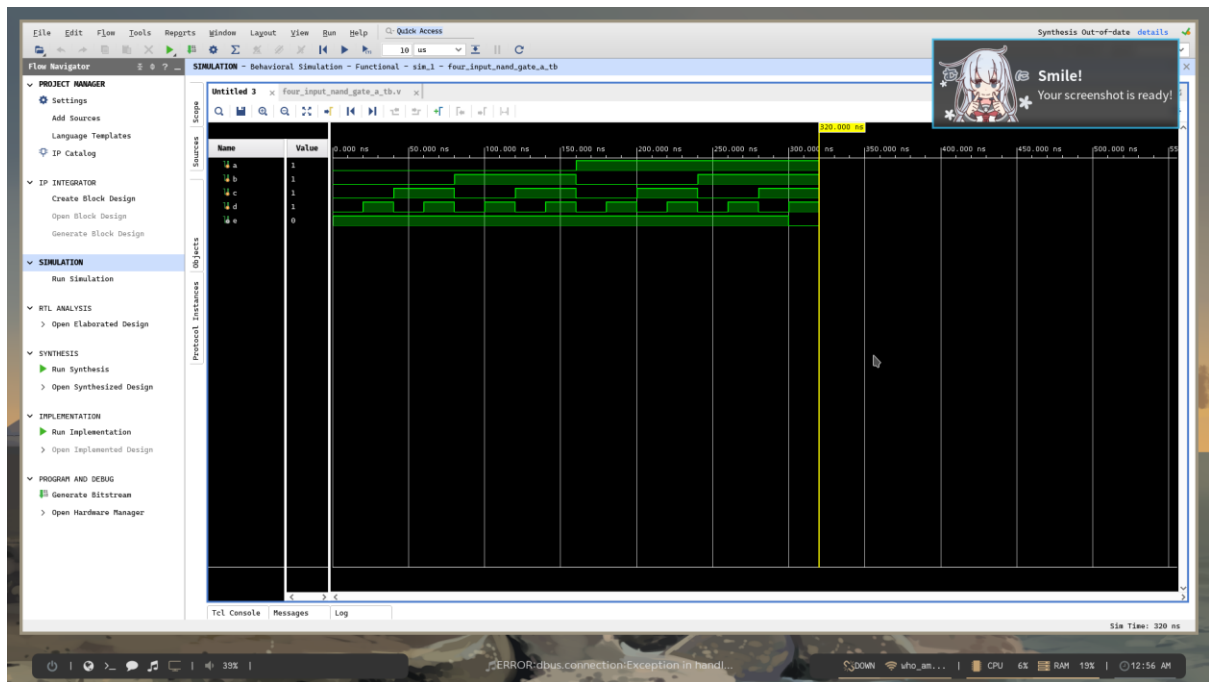 File Edit Flow Tools Reports Window Layout View Run Help Quick Access
Synthesis Out-of-date details
10 us
Flow Navigator
SIMULATION - Behavioral Simulation - Functional - sim_1 - four_input_nand_gate_a_tb
Smile!
Your screenshot is ready!
PROJECT MANAGER
Settings
Add Sources
Language Templates
IP Catalog
IP INTEGRATOR
Create Block Design
Open Block Design
Generate Block Design
SIMULATION
Run Simulation
RTL ANALYSIS
Open Elaborated Design
SYNTHESIS
Run Synthesis
Open Synthesized Design
IMPLEMENTATION
Run Implementation
Open Implemented Design
PROGRAM AND DEBUG
Generate Bitstream
Open Hardware Manager
Scope
Sources
Objects
Protocol Instances
Untitled 3 four_input_nand_gate_a_tb.v
320.000 ns
Name Value 0.000 ns 50.000 ns 100.000 ns 150.000 ns 200.000 ns 250.000 ns 300.000 ns 350.000 ns 400.000 ns 450.000 ns 500.000 ns 55
a 1
b 1
c 1
d 1
e 0
Tcl Console Messages Log
Sim Time: 320 ns
39% ERROR:dbus.connection:Exception in handl... DOWN who_am... CPU 6% RAM 19% 12:56 AM